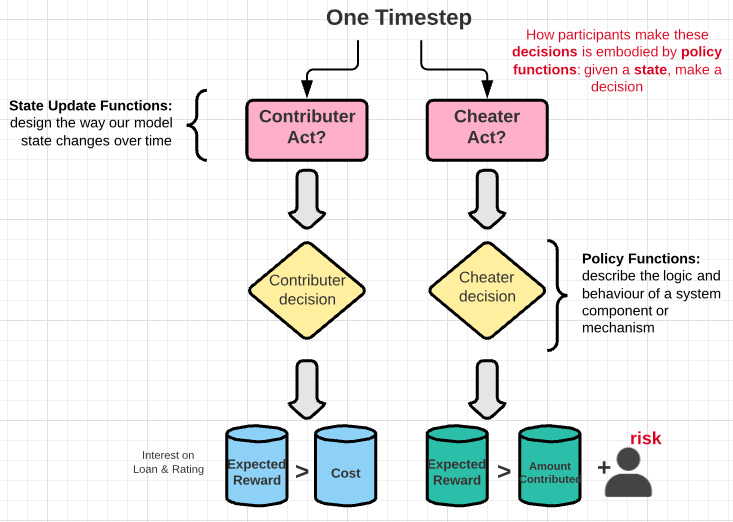 One Timestep
How participants make these
decisions is embodied by policy
functions: given a state, make a
decision
State Update Functions:
design the way our model
state changes over time
Contributer
Act?
Cheater
Act?
Contributer
decision
Cheater
decision
Policy Functions:
describe the logic and
behaviour of a system
component or
mechanism
Interest on
Loan & Rating
Expected
Reward
>
Cost
Expected
Reward
>
Amount
Contributed
+
risk